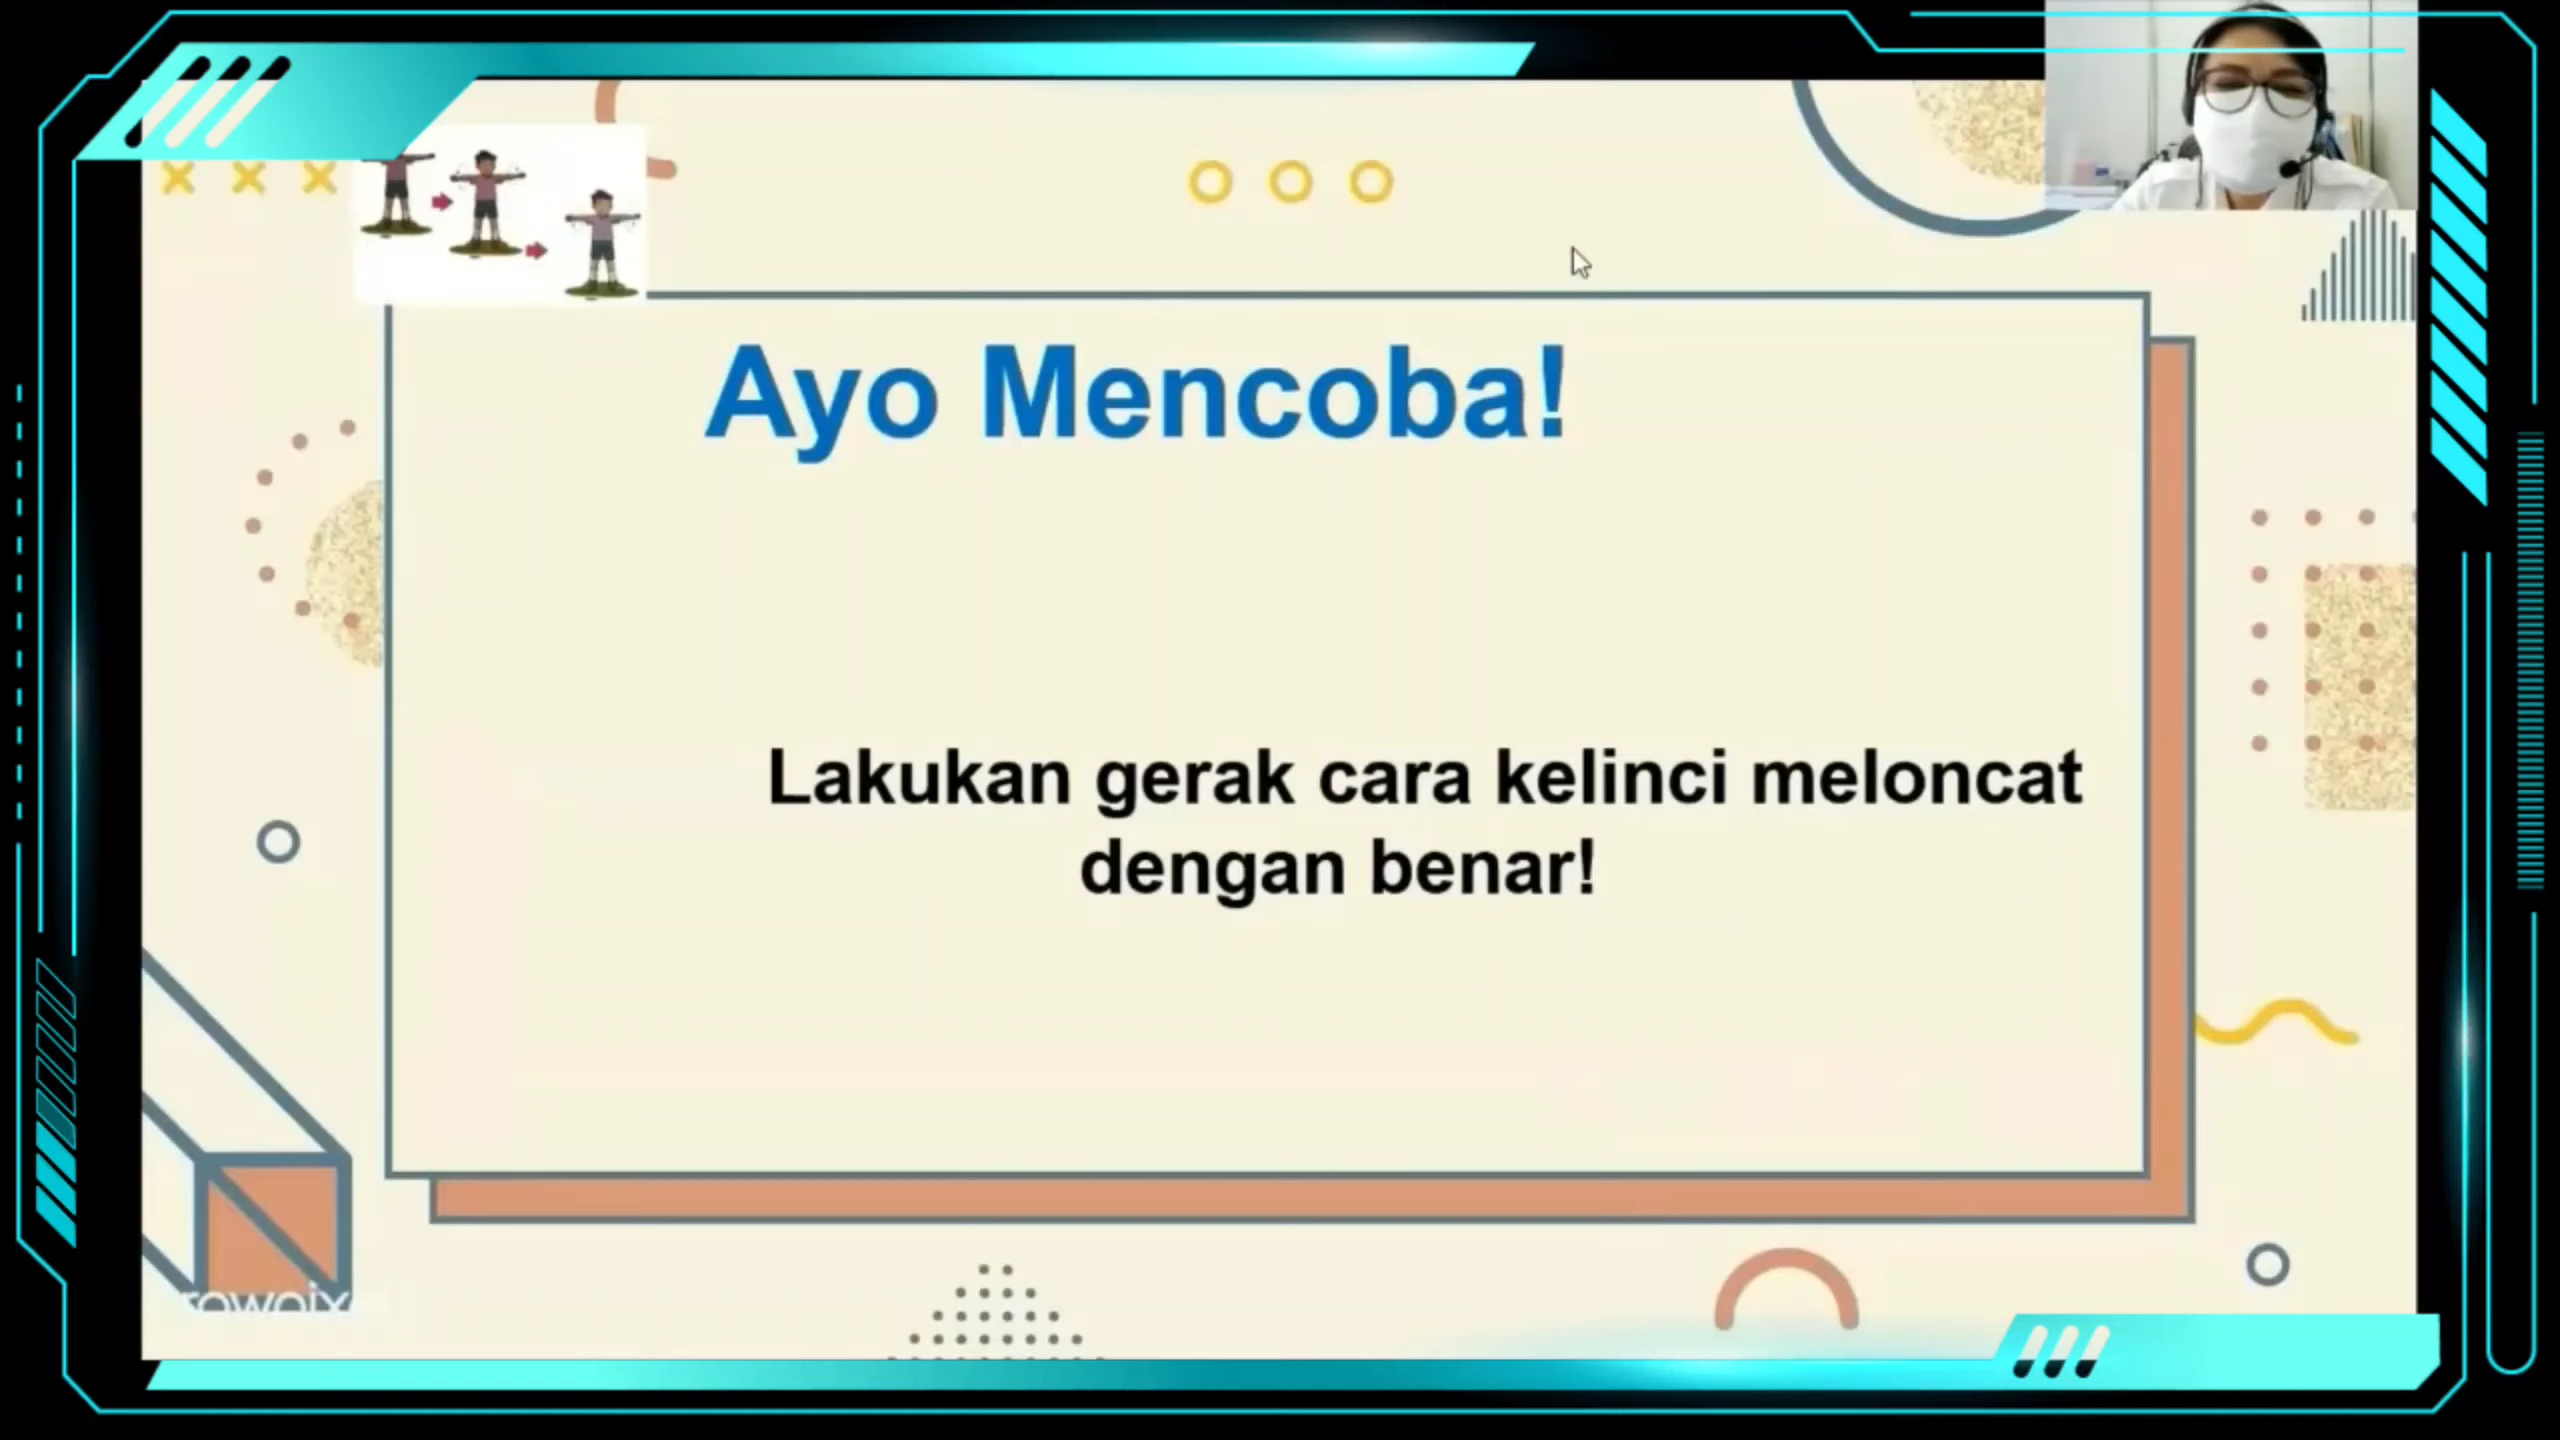 Ayo Mencoba!
Lakukan gerak cara kelinci meloncat
dengan benar!